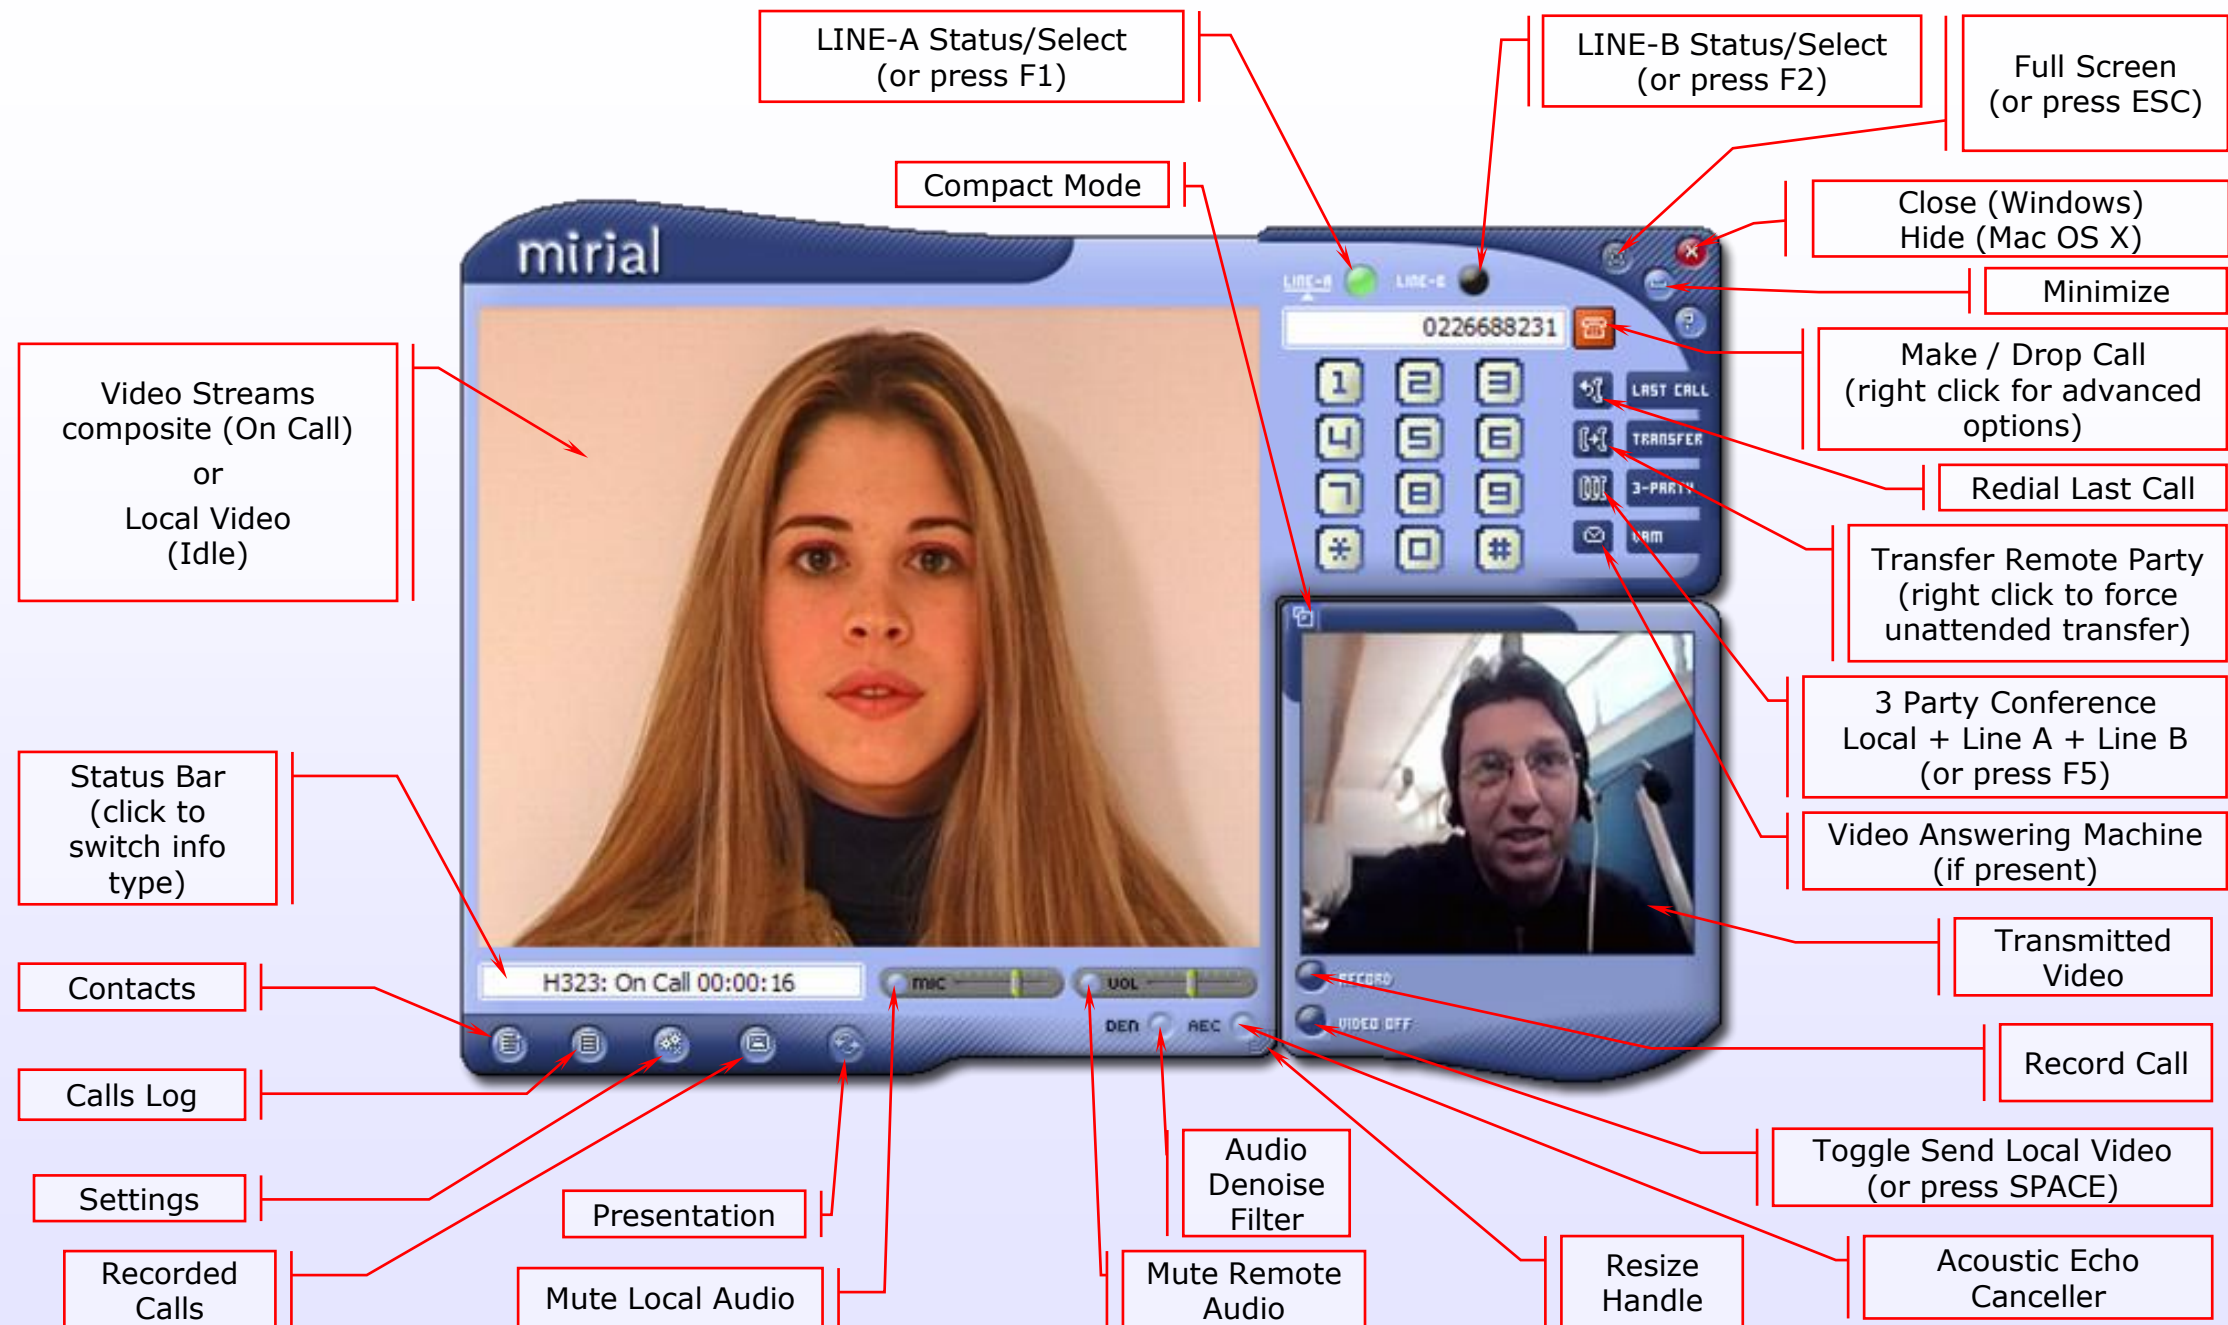 LINE-A Status/Select
(or press F1)
LINE-B Status/Select
(or press F2)
Full Screen
(or press ESC)
Compact Mode
Close (Windows)
Hide (Mac OS X)
mirial
LINE-A
LINE-B
Minimize
0226688231
Make / Drop Call
(right click for advanced
options)
Video Streams
composite (On Call)
or
Local Video
(Idle)
1 2 3
LAST CALL
4 5 6
TRANSFER
7 8 9
3-PARTY
* 0 #
VAM
Redial Last Call
Transfer Remote Party
(right click to force
unattended transfer)
3 Party Conference
Local + Line A + Line B
(or press F5)
Status Bar
(click to
switch info
type)
Video Answering Machine
(if present)
Transmitted
Video
Contacts
H323: On Call 00:00:16
MIC
VOL
RECORD
DEN
AEC
VIDEO OFF
Record Call
Calls Log
Audio
Denoise
Filter
Toggle Send Local Video
(or press SPACE)
Settings
Presentation
Recorded
Calls
Mute Local Audio
Mute Remote
Audio
Resize
Handle
Acoustic Echo
Canceller